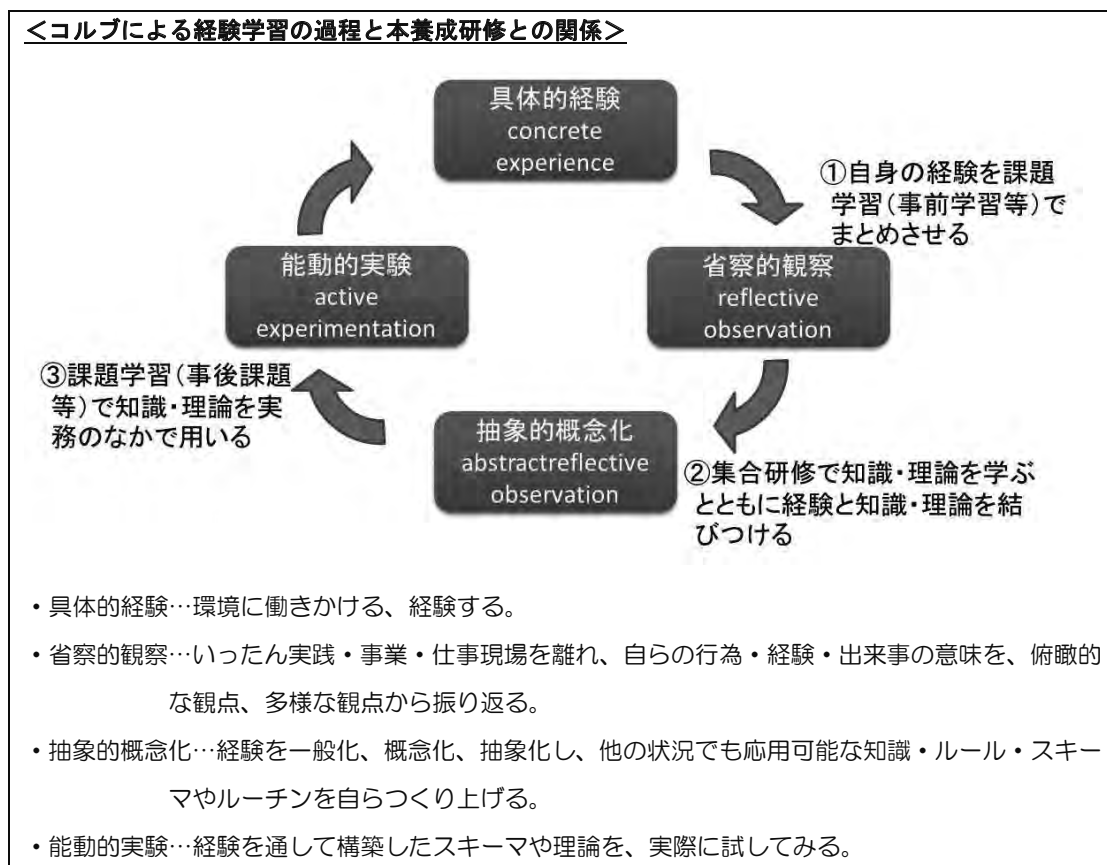 ＜コルブによる経験学習の過程と本養成研修との関係＞
具体的経験
concrete
experience
①自身の経験を課題
学習（事前学習等）で
まとめさせる
能動的実験
active
experimentation
省察的観察
reflective
observation
③課題学習（事後課題
等）で知識・理論を実
務のなかで用いる
抽象的概念化
abstractreflective
observation
②集合研修で知識・理論を学ぶ
とともに経験と知識・理論を結
びつける
・具体的経験…環境に働きかける、経験する。
・省察的観察…いったん実践・事業・仕事現場を離れ、自らの行為・経験・出来事の意味を、俯瞰的
な観点、多様な観点から振り返る。
・抽象的概念化…経験を一般化、概念化、抽象化し、他の状況でも応用可能な知識・ルール・スキー
マやルーチンを自らつくり上げる。
・能動的実験…経験を通して構築したスキーマや理論を、実際に試してみる。